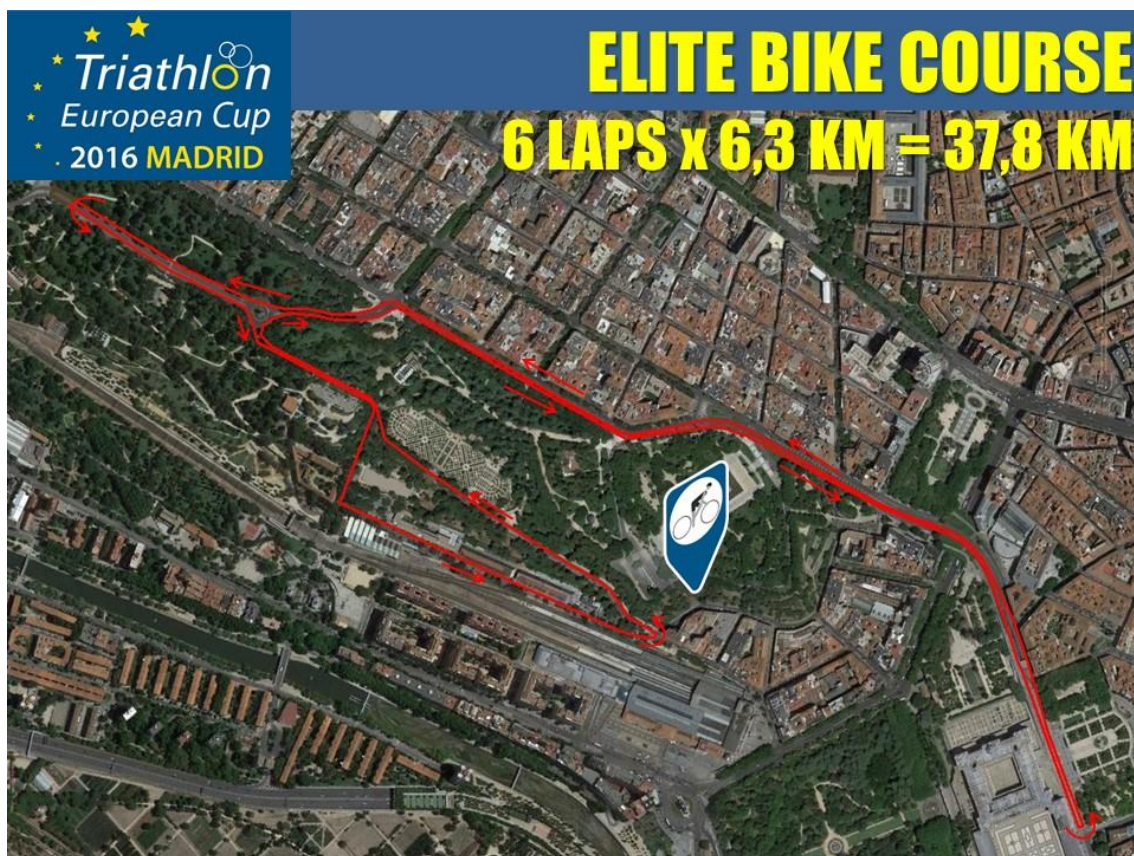 Triathlon
European Cup
2016 MADRID
ELITE BIKE COURSE
6 LAPS x 6,3 KM = 37,8 KM